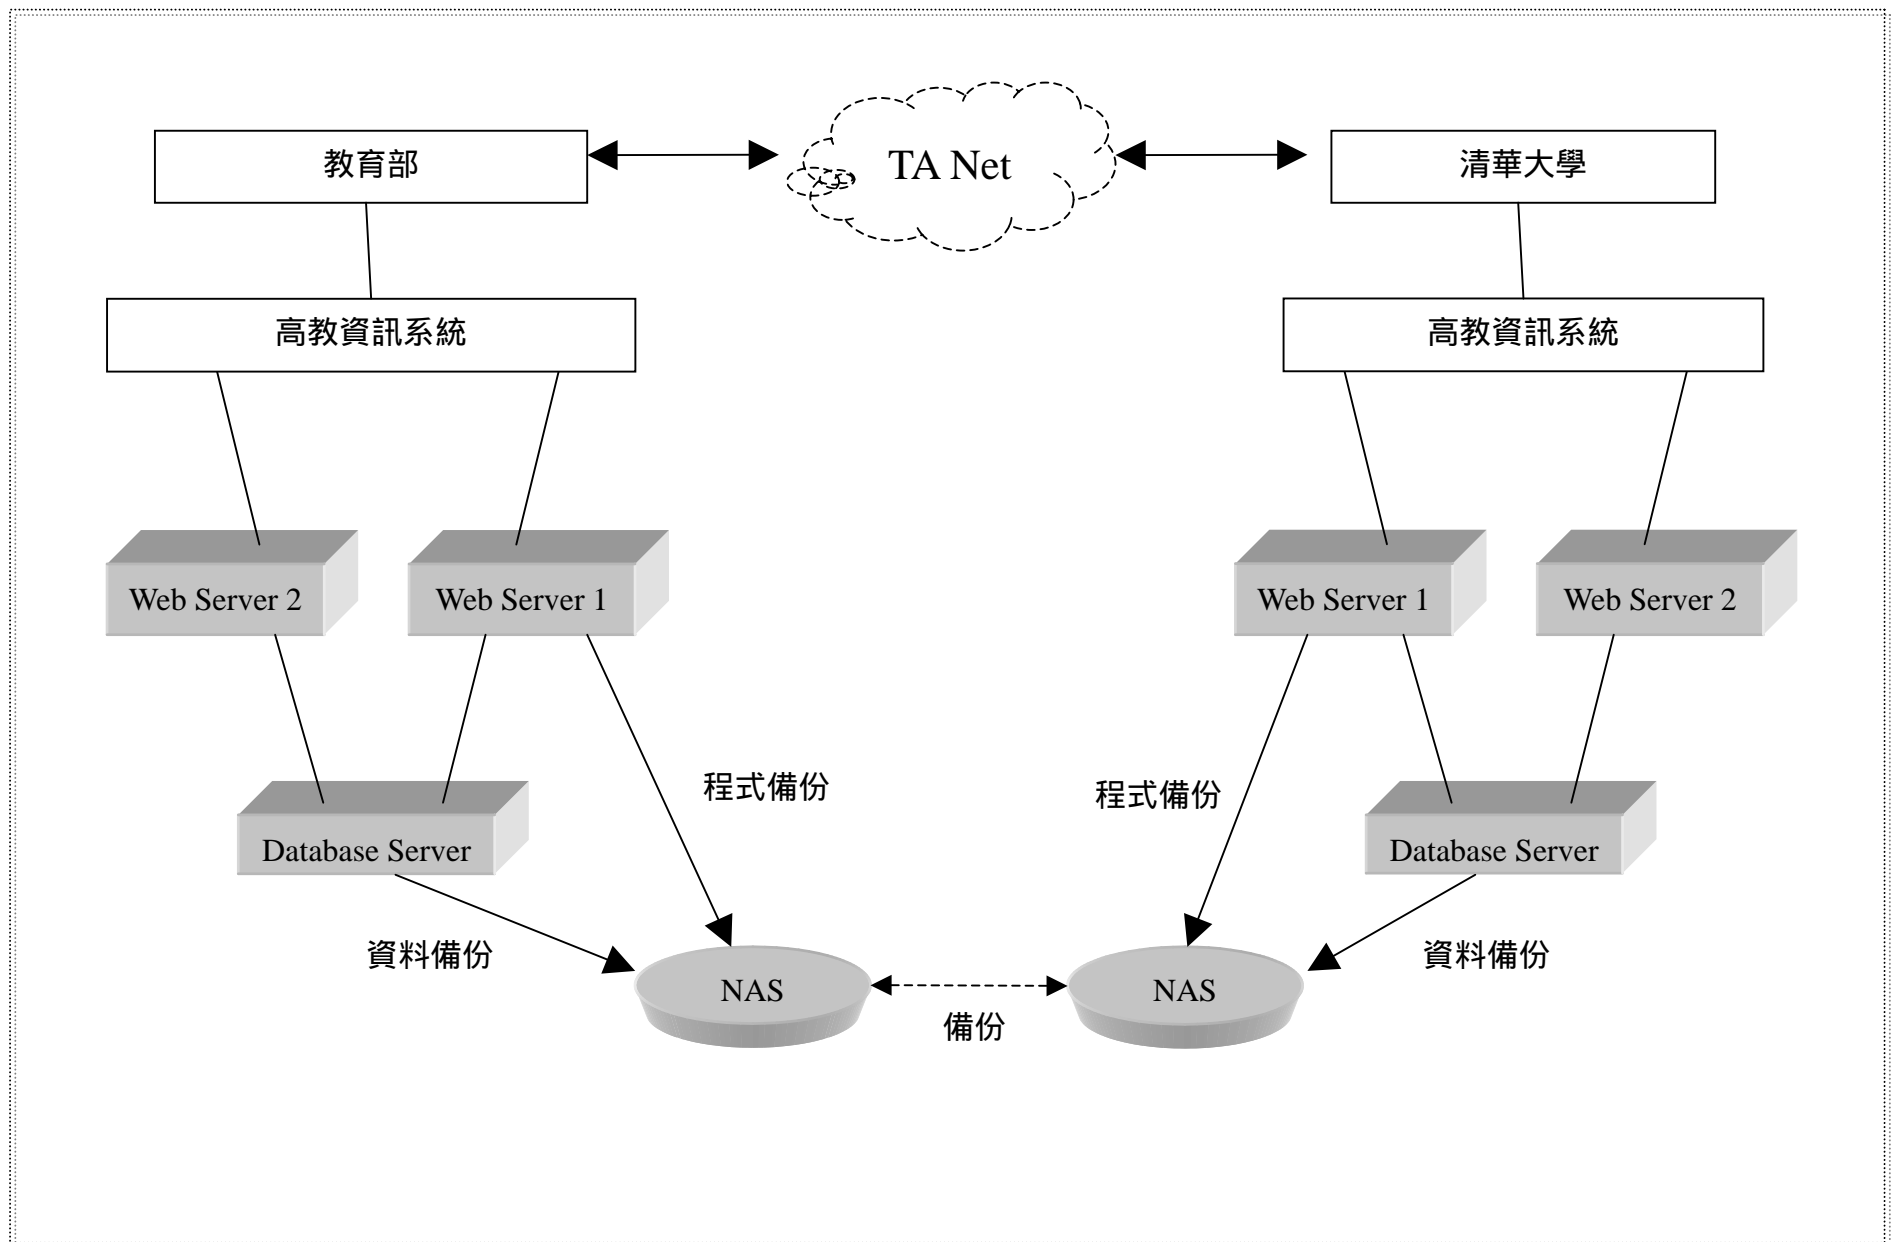 教育部
TA Net
清華大學
高教資訊系統
高教資訊系統
Web Server 2
Web Server 1
Web Server 1
Web Server 2
程式備份
程式備份
Database Server
Database Server
資料備份
資料備份
NAS
NAS
備份